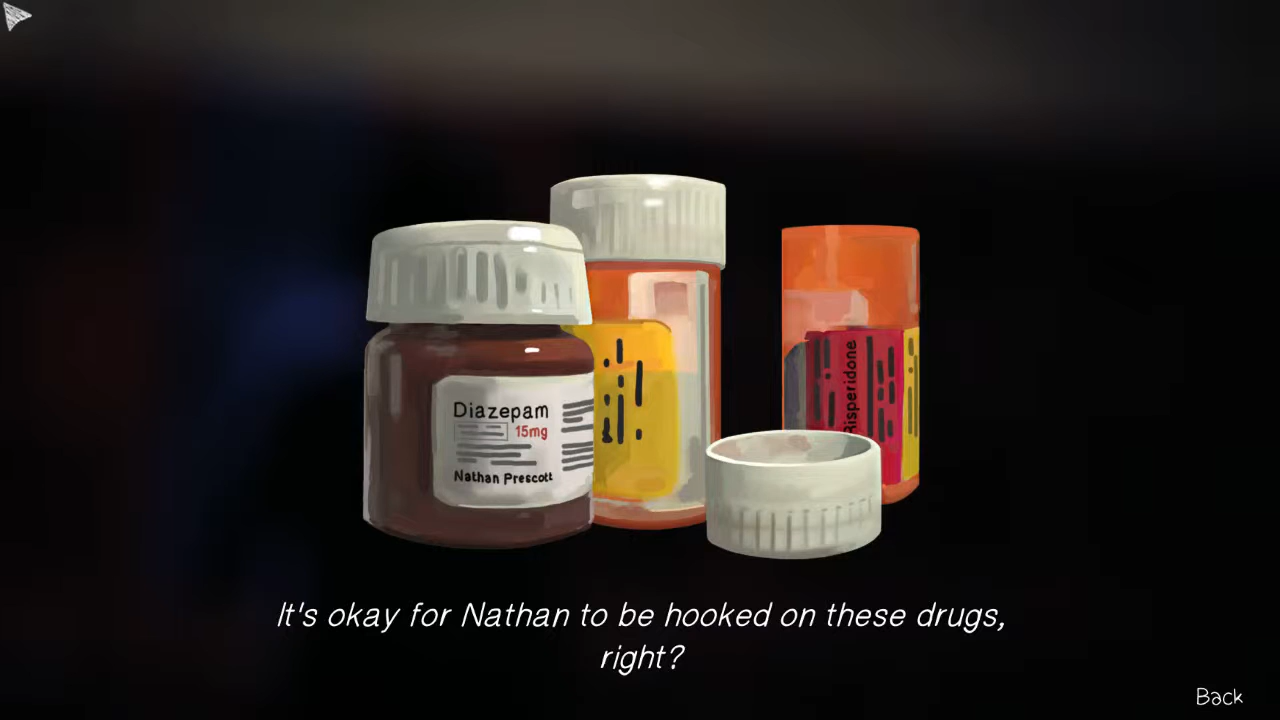 Diazepam
15mg
Nathan Prescott
Risperidone
It's okay for Nathan to be hooked on these drugs,
right?
Back